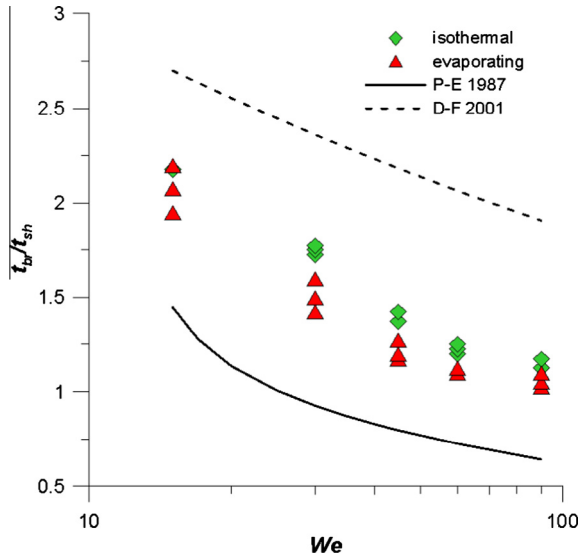 3
isothermal
evaporating
P-E 1987
D-F 2001
2.5
2
t_br/t_sh
1.5
1
0.5
10
100
We